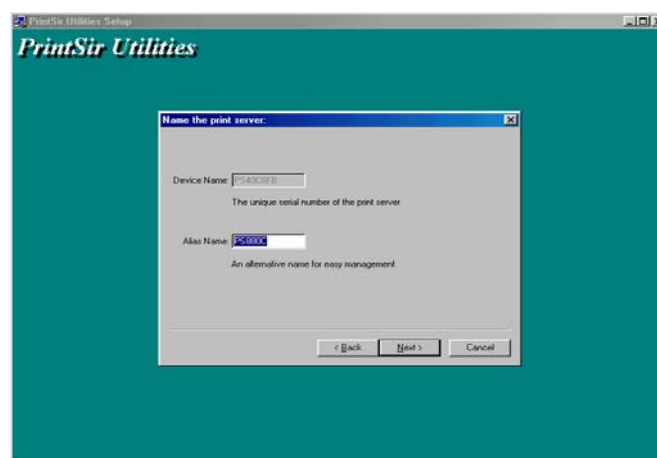 PrintSir Utilities Setup
PrintSir Utilities
Name the print server:
Device Name:
The unique serial number of the print server
Alias Name: PS880C
An alternative name for easy management
< Back Next > Cancel